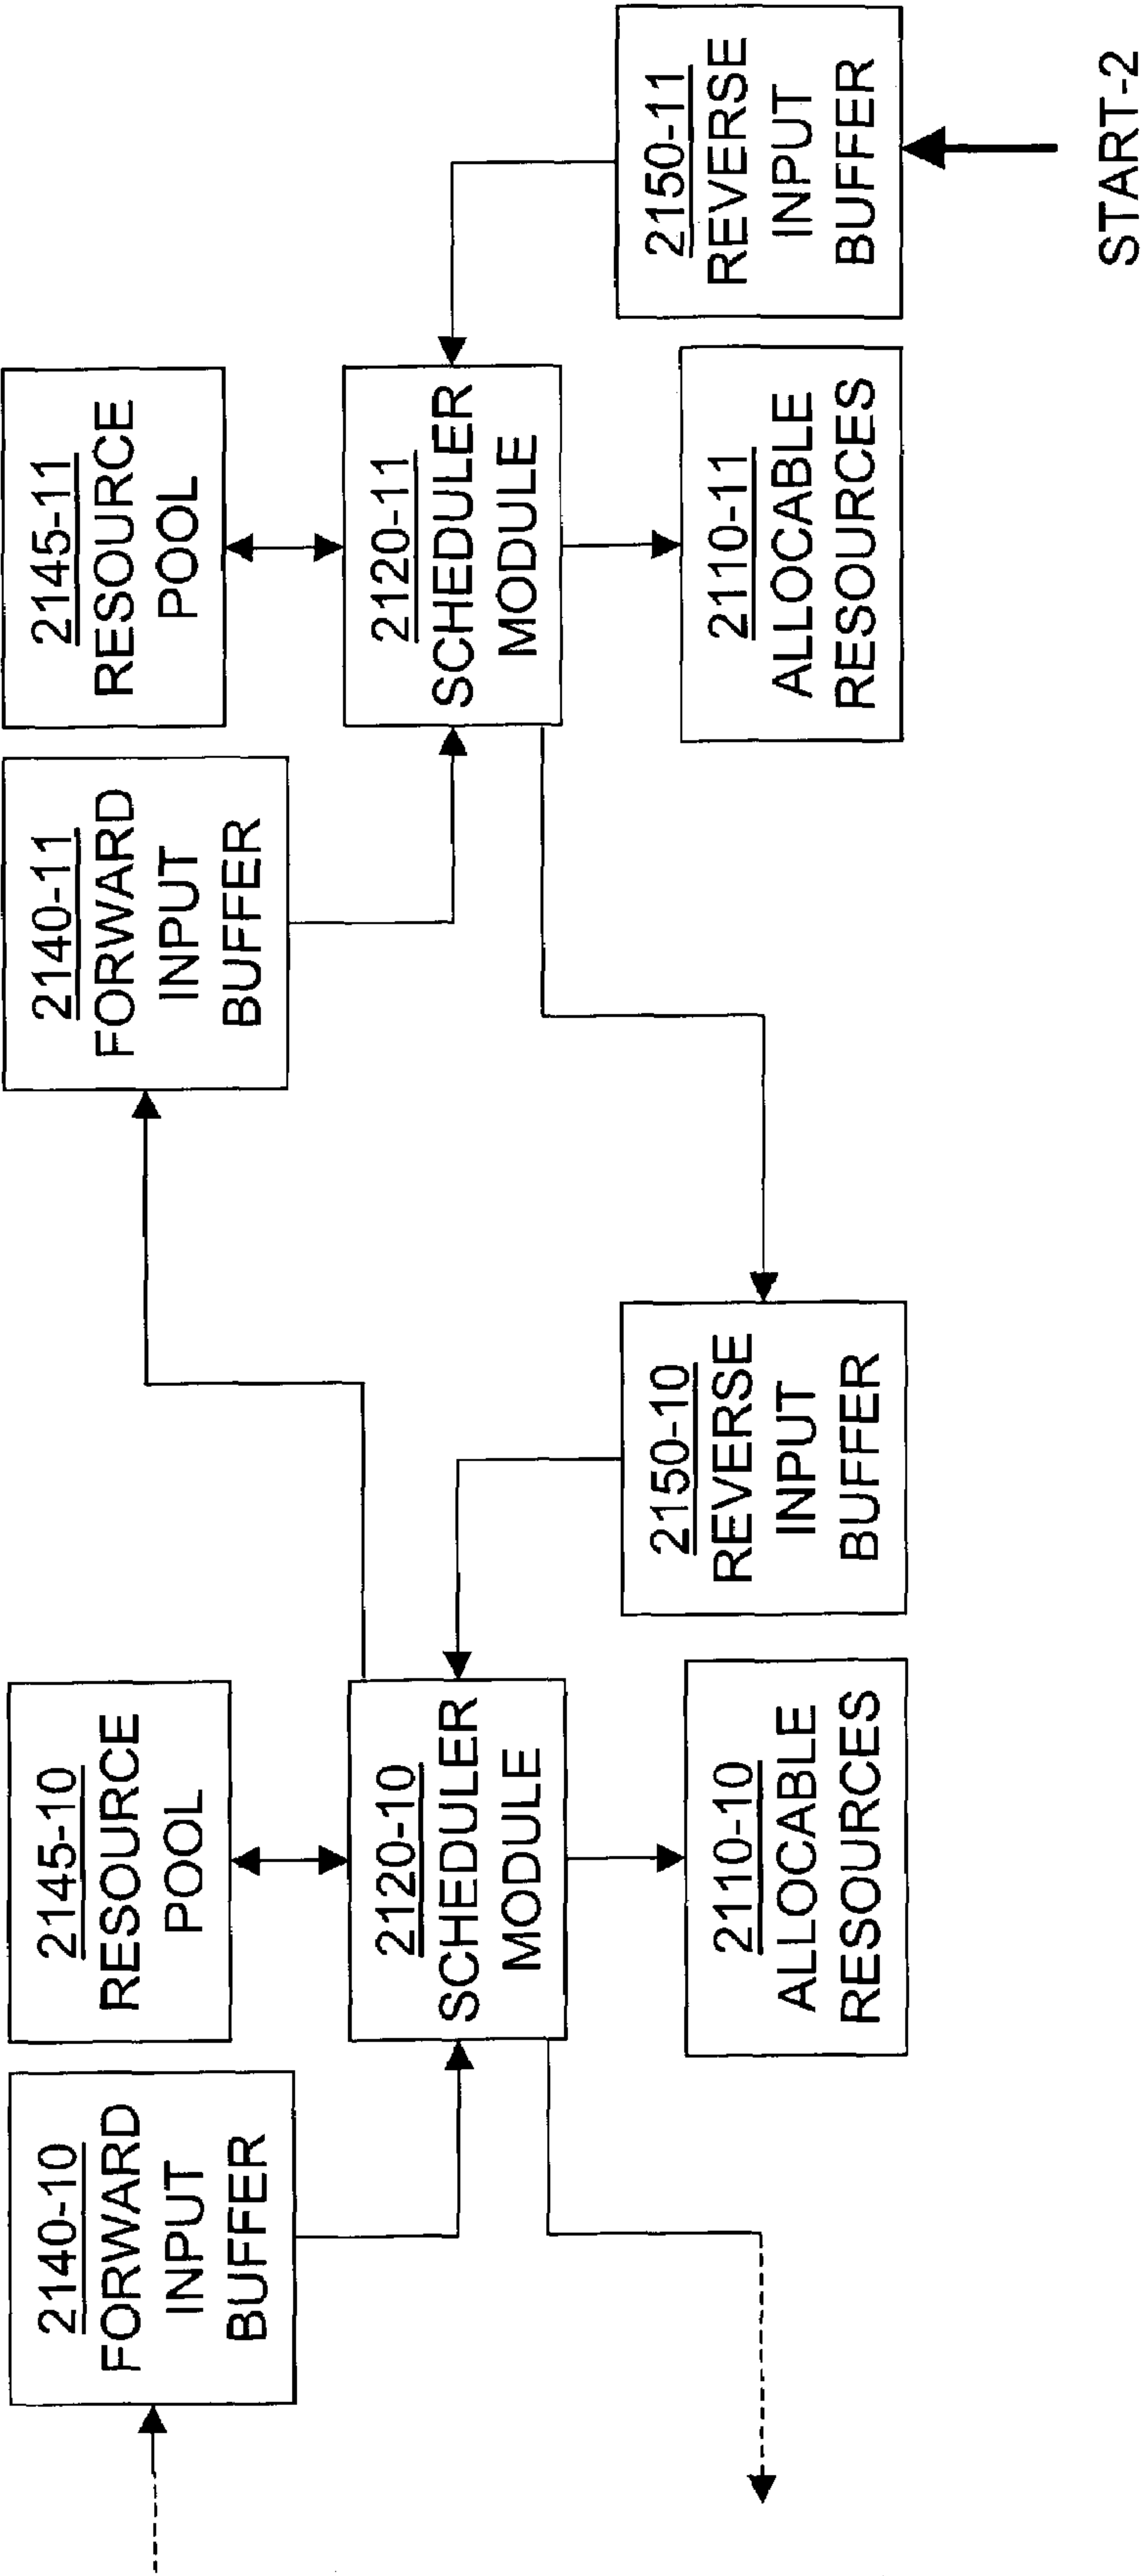 2140-10
FORWARD
INPUT
BUFFER
2145-10
RESOURCE
POOL
2120-10
SCHEDULER
MODULE
2110-10
ALLOCABLE
RESOURCES
2150-10
REVERSE
INPUT
BUFFER
2140-11
FORWARD
INPUT
BUFFER
2145-11
RESOURCE
POOL
2120-11
SCHEDULER
MODULE
2110-11
ALLOCABLE
RESOURCES
2150-11
REVERSE
INPUT
BUFFER
START-2